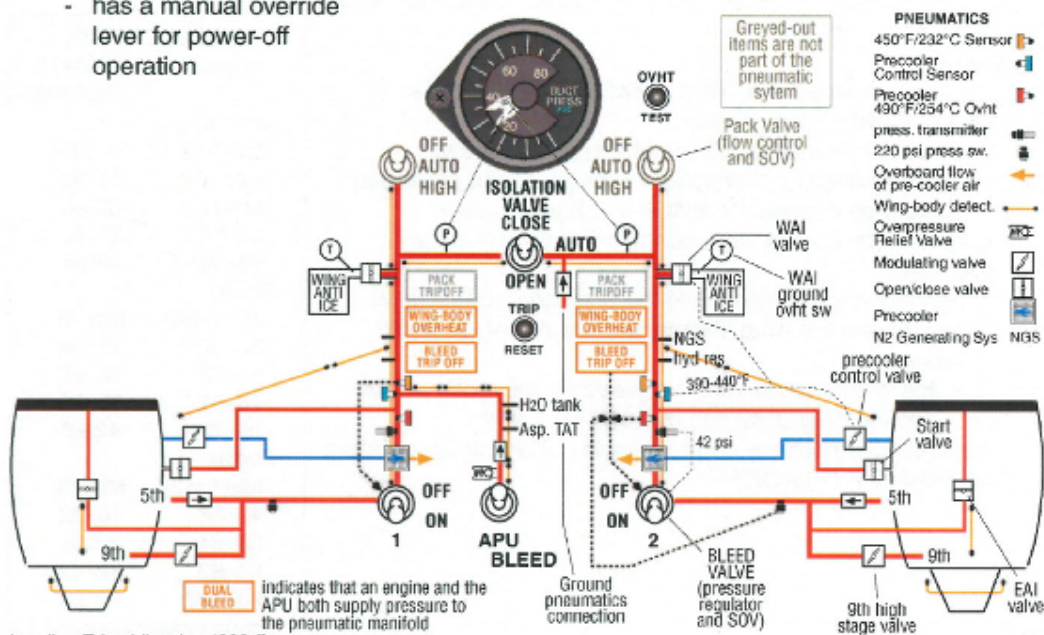 - has a manual override
lever for power-off
operation
Greyed-out
items are not
part of the
pneumatic
sytem
PNEUMATICS
450°F/232°C Sensor
Precooler
Control Sensor
Precooler
490°F/254°C Ovht
press. transmitter
220 psi press sw.
Overboard flow
of pre-cooler air
Wing-body detect.
Overpressure
Relief Valve
Modulating valve
Open/close valve
Precooler
N2 Generating Sys NGS
60 80
40
20
DUCT
PRESS
OVHT
TEST
Pack Valve
(flow control
and SOV)
OFF
AUTO
HIGH
OFF
AUTO
HIGH
ISOLATION
VALVE
CLOSE
AUTO
OPEN
P
P
T
T
WING
ANTI
ICE
WING
ANTI
ICE
WAI
valve
WAI
ground
ovht sw
PACK
TRIPOFF
WING-BODY
OVERHEAT
BLEED
TRIP OFF
TRIP
RESET
PACK
TRIPOFF
WING-BODY
OVERHEAT
BLEED
TRIP OFF
NGS
hyd res
390-440°F
precooler
control valve
H2O tank
Asp. TAT
42 psi
Start
valve
5th
9th
5th
9th
OFF
ON
1
APU
BLEED
OFF
ON
2
DUAL
BLEED
indicates that an engine and the
APU both supply pressure to
the pneumatic manifold
Ground
pneumatics
connection
BLEED
VALVE
(pressure
regulator
and SOV)
9th high
stage valve
EAI
valve